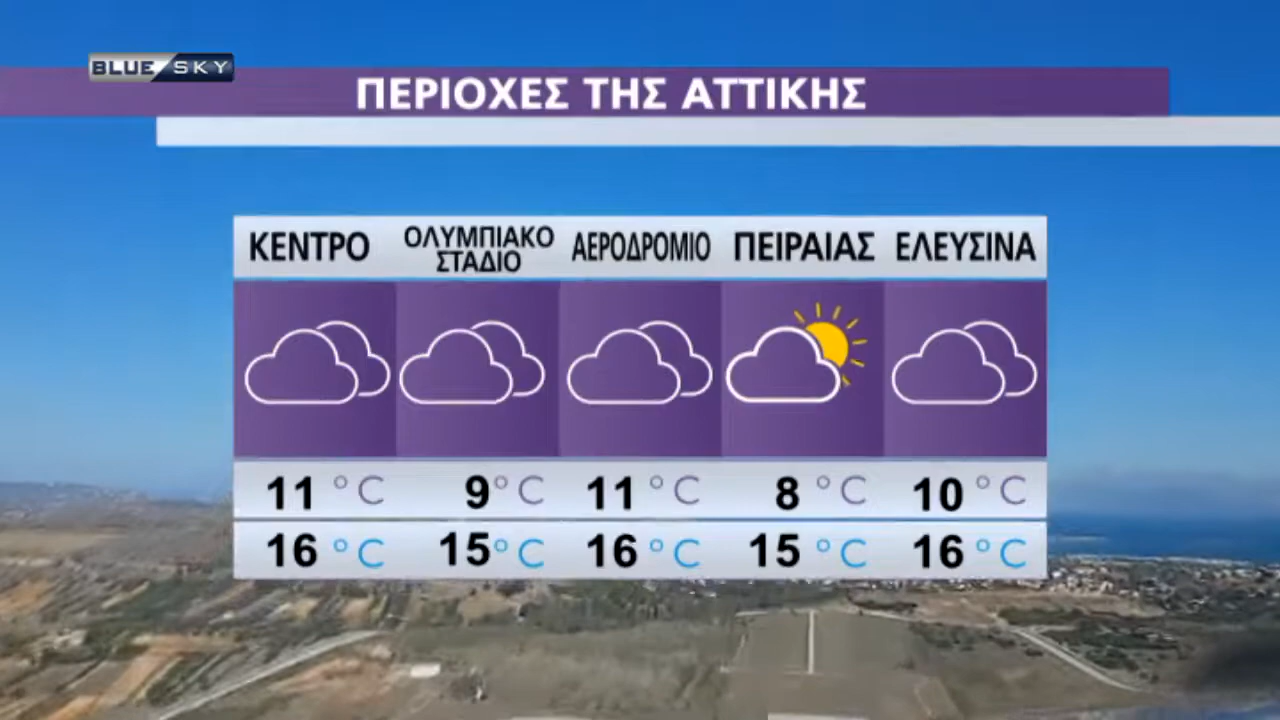 BLUE SKY
ΠΕΡΙΟΧΕΣ ΤΗΣ ΑΤΤΙΚΗΣ
ΚΕΝΤΡΟ ΟΛΥΜΠΙΑΚΟ ΣΤΑΔΙΟ ΑΕΡΟΔΡΟΜΙΟ ΠΕΙΡΑΙΑΣ ΕΛΕΥΣΙΝΑ
11 °C 9 °C 11 °C 8 °C 10 °C
16 °C 15 °C 16 °C 15 °C 16 °C